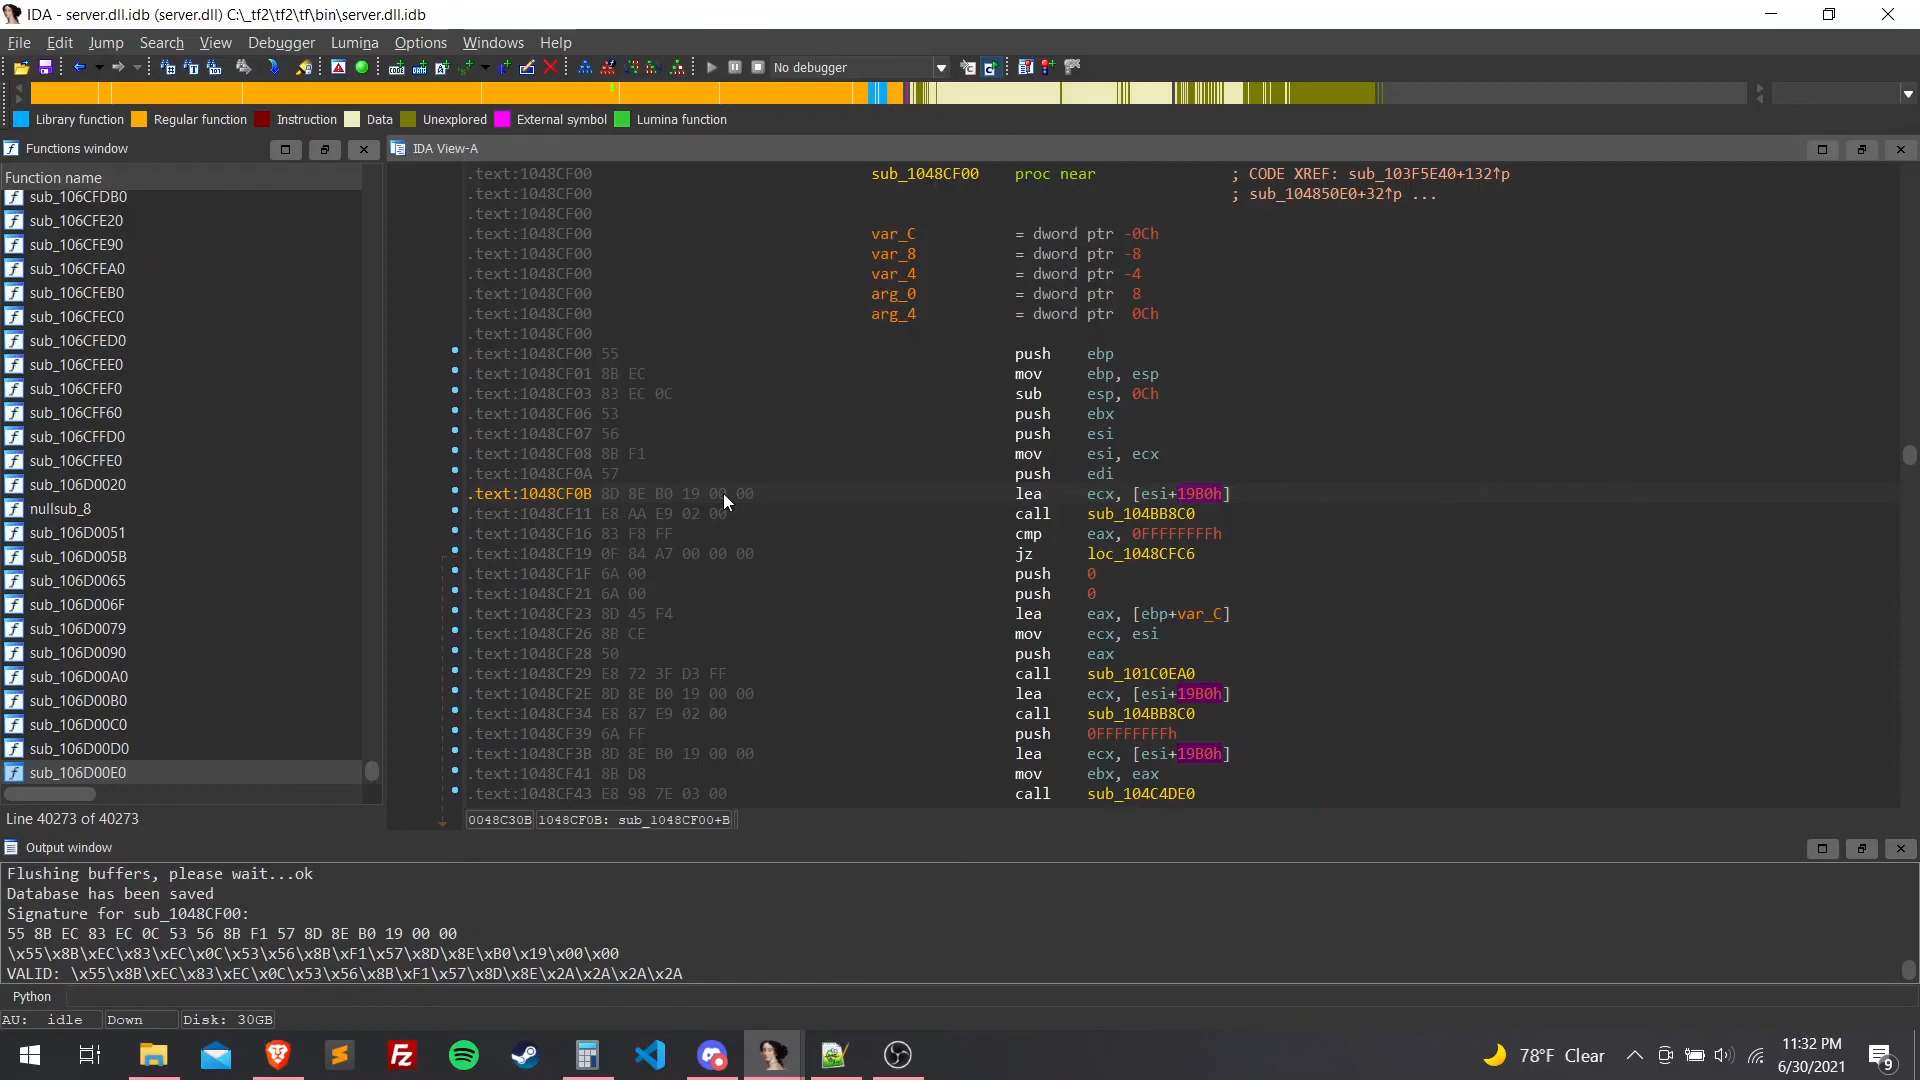 IDA - server.dll.idb (server.dll) C:\_tf2\tf2\tf\bin\server.dll.idb
File Edit Jump Search View Debugger Lumina Options Windows Help
No debugger
Library function Regular function Instruction Data Unexplored External symbol Lumina function
Functions window
Function name
sub_106CFDB0
sub_106CFE20
sub_106CFE90
sub_106CFEA0
sub_106CFEB0
sub_106CFEC0
sub_106CFED0
sub_106CFEE0
sub_106CFEF0
sub_106CFF60
sub_106CFFD0
sub_106CFFE0
sub_106D0020
nullsub_8
sub_106D0051
sub_106D005B
sub_106D0065
sub_106D006F
sub_106D0079
sub_106D0090
sub_106D00A0
sub_106D00B0
sub_106D00C0
sub_106D00D0
sub_106D00E0
Line 40273 of 40273
IDA View-A
.text:1048CF00 sub_1048CF00 proc near ; CODE XREF: sub_103F5E40+132↑p
.text:1048CF00 ; sub_104850E0+32↑p ...
.text:1048CF00
.text:1048CF00 var_C = dword ptr -0Ch
.text:1048CF00 var_8 = dword ptr -8
.text:1048CF00 var_4 = dword ptr -4
.text:1048CF00 arg_0 = dword ptr 8
.text:1048CF00 arg_4 = dword ptr 0Ch
.text:1048CF00
.text:1048CF00 55 push ebp
.text:1048CF01 8B EC mov ebp, esp
.text:1048CF03 83 EC 0C sub esp, 0Ch
.text:1048CF06 53 push ebx
.text:1048CF07 56 push esi
.text:1048CF08 8B F1 mov esi, ecx
.text:1048CF0A 57 push edi
.text:1048CF0B 8D 8E B0 19 00 00 lea ecx, [esi+19B0h]
.text:1048CF11 E8 AA E9 02 00 call sub_104BB8C0
.text:1048CF16 83 F8 FF cmp eax, 0FFFFFFFFh
.text:1048CF19 0F 84 A7 00 00 00 jz loc_1048CFC6
.text:1048CF1F 6A 00 push 0
.text:1048CF21 6A 00 push 0
.text:1048CF23 8D 45 F4 lea eax, [ebp+var_C]
.text:1048CF26 8B CE mov ecx, esi
.text:1048CF28 50 push eax
.text:1048CF29 E8 72 3F D3 FF call sub_101C0EA0
.text:1048CF2E 8D 8E B0 19 00 00 lea ecx, [esi+19B0h]
.text:1048CF34 E8 87 E9 02 00 call sub_104BB8C0
.text:1048CF39 6A FF push 0FFFFFFFFh
.text:1048CF3B 8D 8E B0 19 00 00 lea ecx, [esi+19B0h]
.text:1048CF41 8B D8 mov ebx, eax
.text:1048CF43 E8 98 7E 03 00 call sub_104C4DE0
0048C30B 1048CF0B: sub_1048CF00+B
Output window
Flushing buffers, please wait...ok
Database has been saved
Signature for sub_1048CF00:
55 8B EC 83 EC 0C 53 56 8B F1 57 8D 8E B0 19 00 00
\x55\x8B\xEC\x83\xEC\x0C\x53\x56\x8B\xF1\x57\x8D\x8E\xB0\x19\x00\x00
VALID: \x55\x8B\xEC\x83\xEC\x0C\x53\x56\x8B\xF1\x57\x8D\x8E\x2A\x2A\x2A\x2A
Python
AU: idle Down Disk: 30GB
78°F Clear
11:32 PM
6/30/2021
9